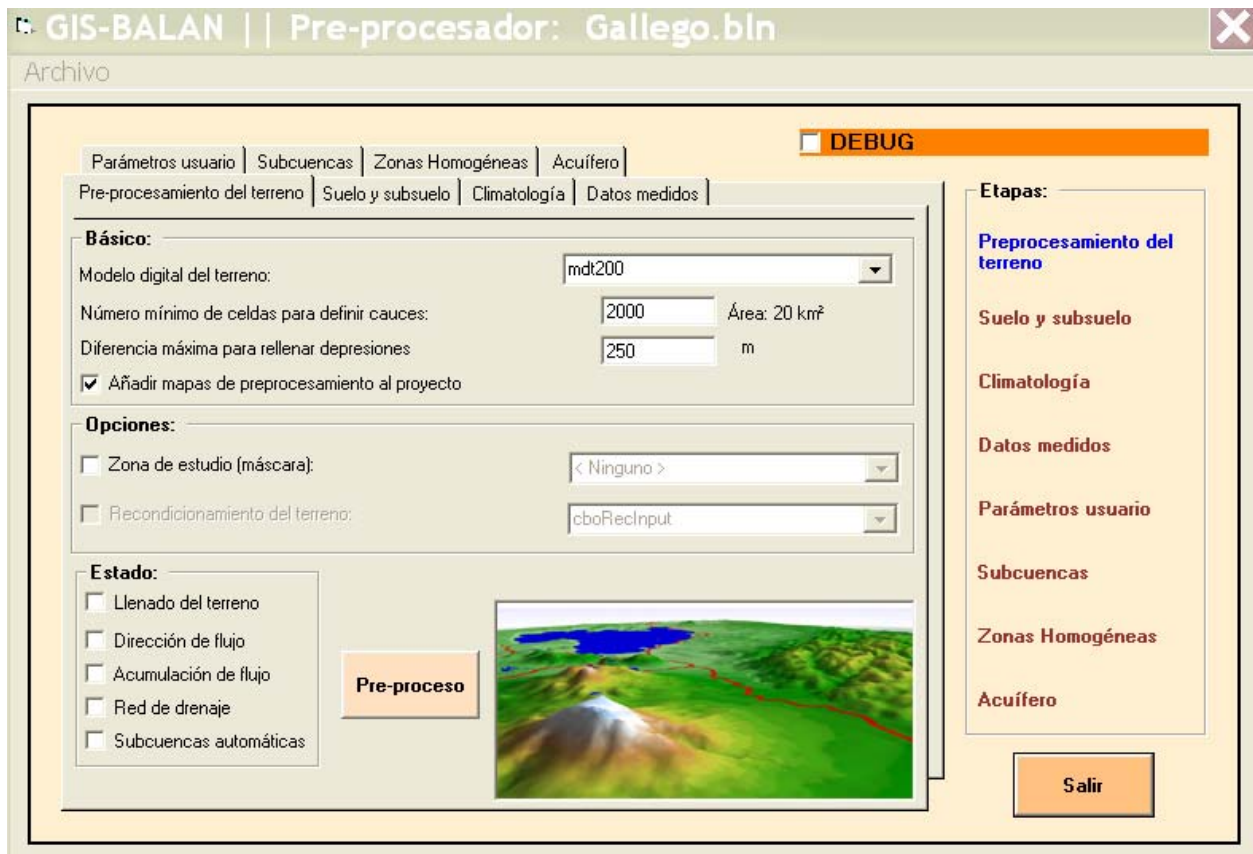 GIS-BALAN || Pre-procesador: Gallego.bln
Archivo
DEBUG
Parámetros usuario
Subcuencas
Zonas Homogéneas
Acuífero
Pre-procesamiento del terreno
Suelo y subsuelo
Climatología
Datos medidos
Básico:
Modelo digital del terreno:
mdt200
Número mínimo de celdas para definir cauces:
2000
Área: 20 km²
Diferencia máxima para rellenar depresiones
250
m
Añadir mapas de preprocesamiento al proyecto
Opciones:
Zona de estudio (máscara):
< Ninguno >
Recondicionamiento del terreno:
cboRecInput
Estado:
Llenado del terreno
Dirección de flujo
Acumulación de flujo
Red de drenaje
Subcuencas automáticas
Pre-proceso
Etapas:
Preprocesamiento del
terreno
Suelo y subsuelo
Climatología
Datos medidos
Parámetros usuario
Subcuencas
Zonas Homogéneas
Acuífero
Salir